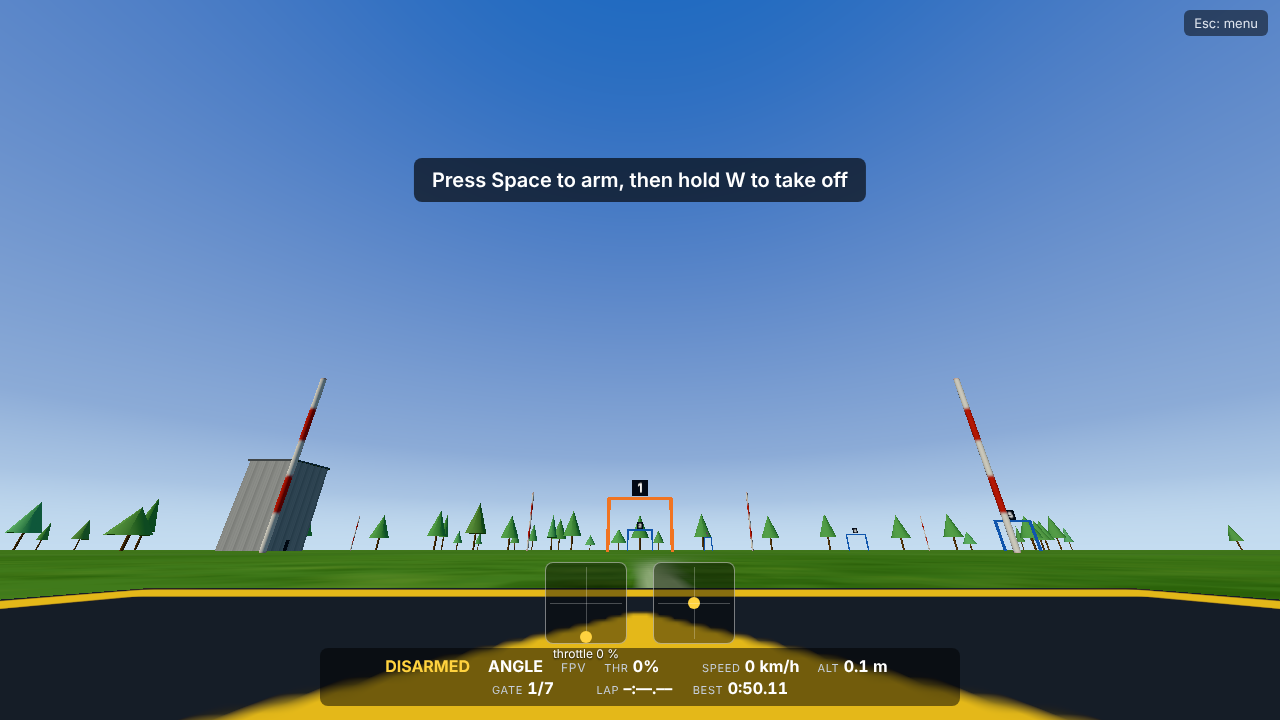 Esc: menu
Press Space to arm, then hold W to take off
1
throttle 0 %
DISARMED ANGLE FPV THR 0% SPEED 0 km/h ALT 0.1 m
GATE 1/7 LAP –:––.–– BEST 0:50.11